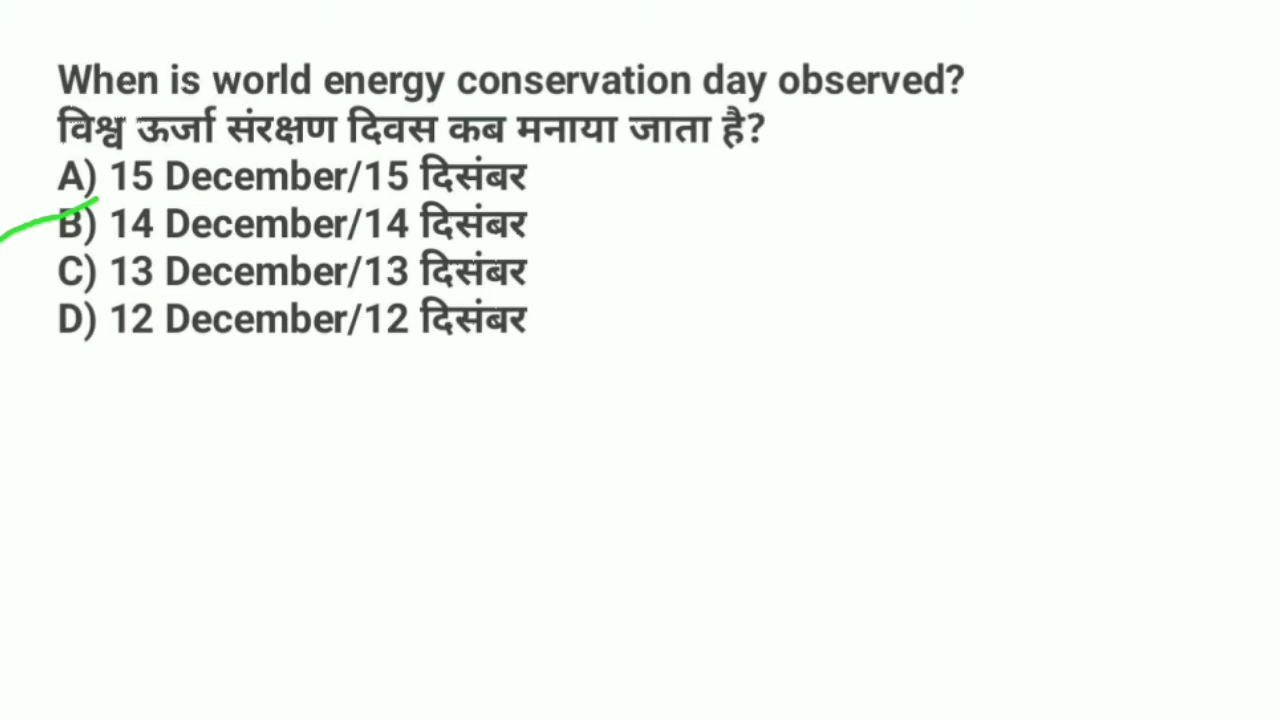 When is world energy conservation day observed?
विश्व ऊर्जा संरक्षण दिवस कब मनाया जाता है?
A) 15 December/15 दिसंबर
B) 14 December/14 दिसंबर
C) 13 December/13 दिसंबर
D) 12 December/12 दिसंबर